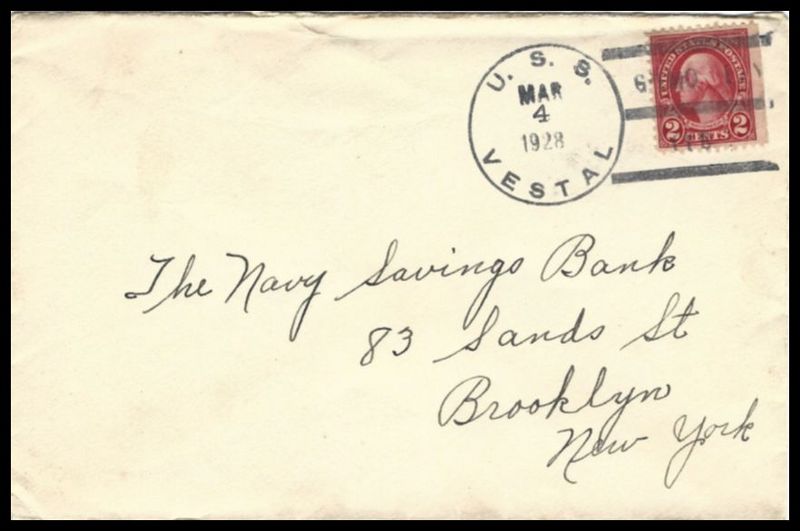 U. S. S.
MAR
4
1928
VESTAL
UNITED STATES POSTAGE
2 CENTS 2
The Navy Savings Bank
83 Sands St
Brooklyn
New York